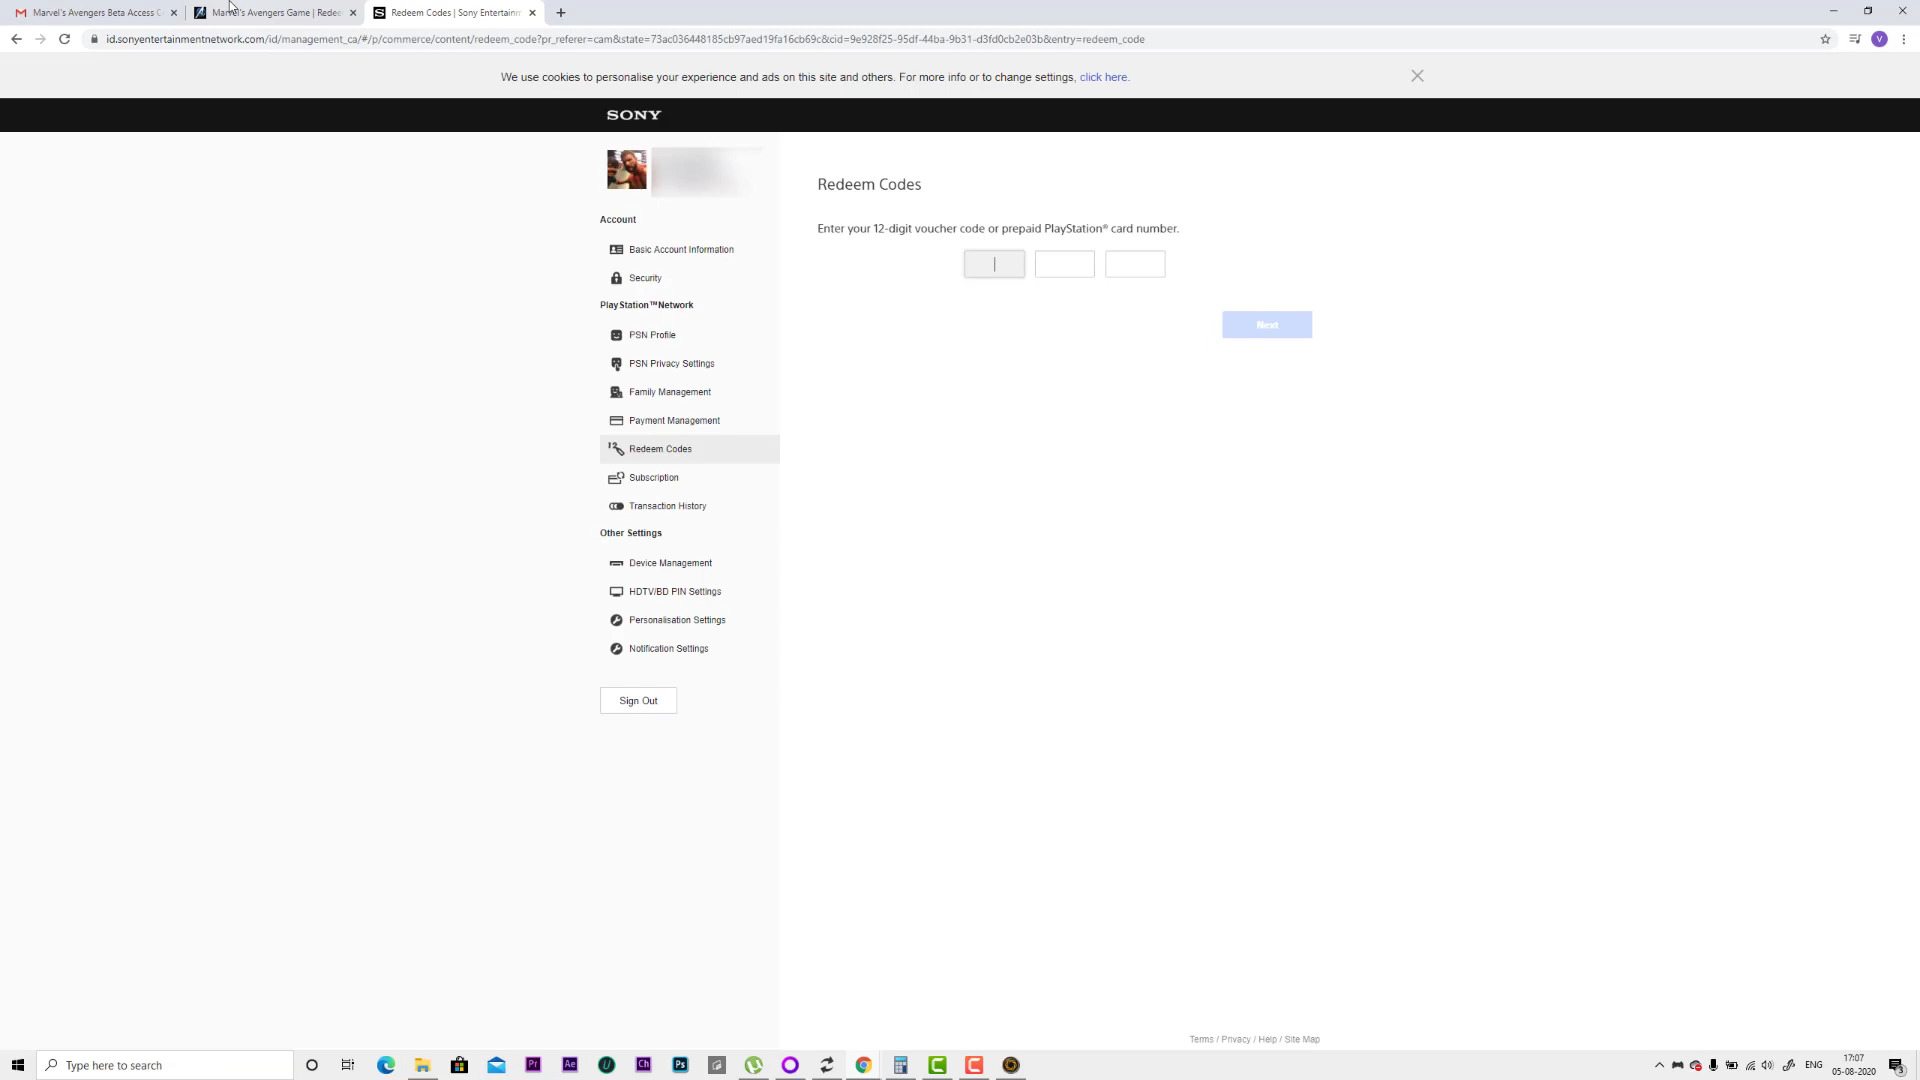 Marvel's Avengers Beta Access C
Marvel's Avengers Game | Redee
Redeem Codes | Sony Entertainm
id.sonyentertainmentnetwork.com/id/management_ca/#/p/commerce/content/redeem_code?pr_referer=cam&state=73ac036448185cb97aed19fa16cb69c&cid=9e928f25-95df-44ba-9b31-d3fd0cb2e03b&entry=redeem_code
V
We use cookies to personalise your experience and ads on this site and others. For more info or to change settings, click here.
SONY
Account
Basic Account Information
Security
PlayStation™Network
PSN Profile
PSN Privacy Settings
Family Management
Payment Management
Redeem Codes
Subscription
Transaction History
Other Settings
Device Management
HDTV/BD PIN Settings
Personalisation Settings
Notification Settings
Sign Out
Redeem Codes
Enter your 12-digit voucher code or prepaid PlayStation® card number.
Next
Terms / Privacy / Help / Site Map
Type here to search
Pr
Ae
Ch
Ps
ENG
17:07
05-08-2020
3